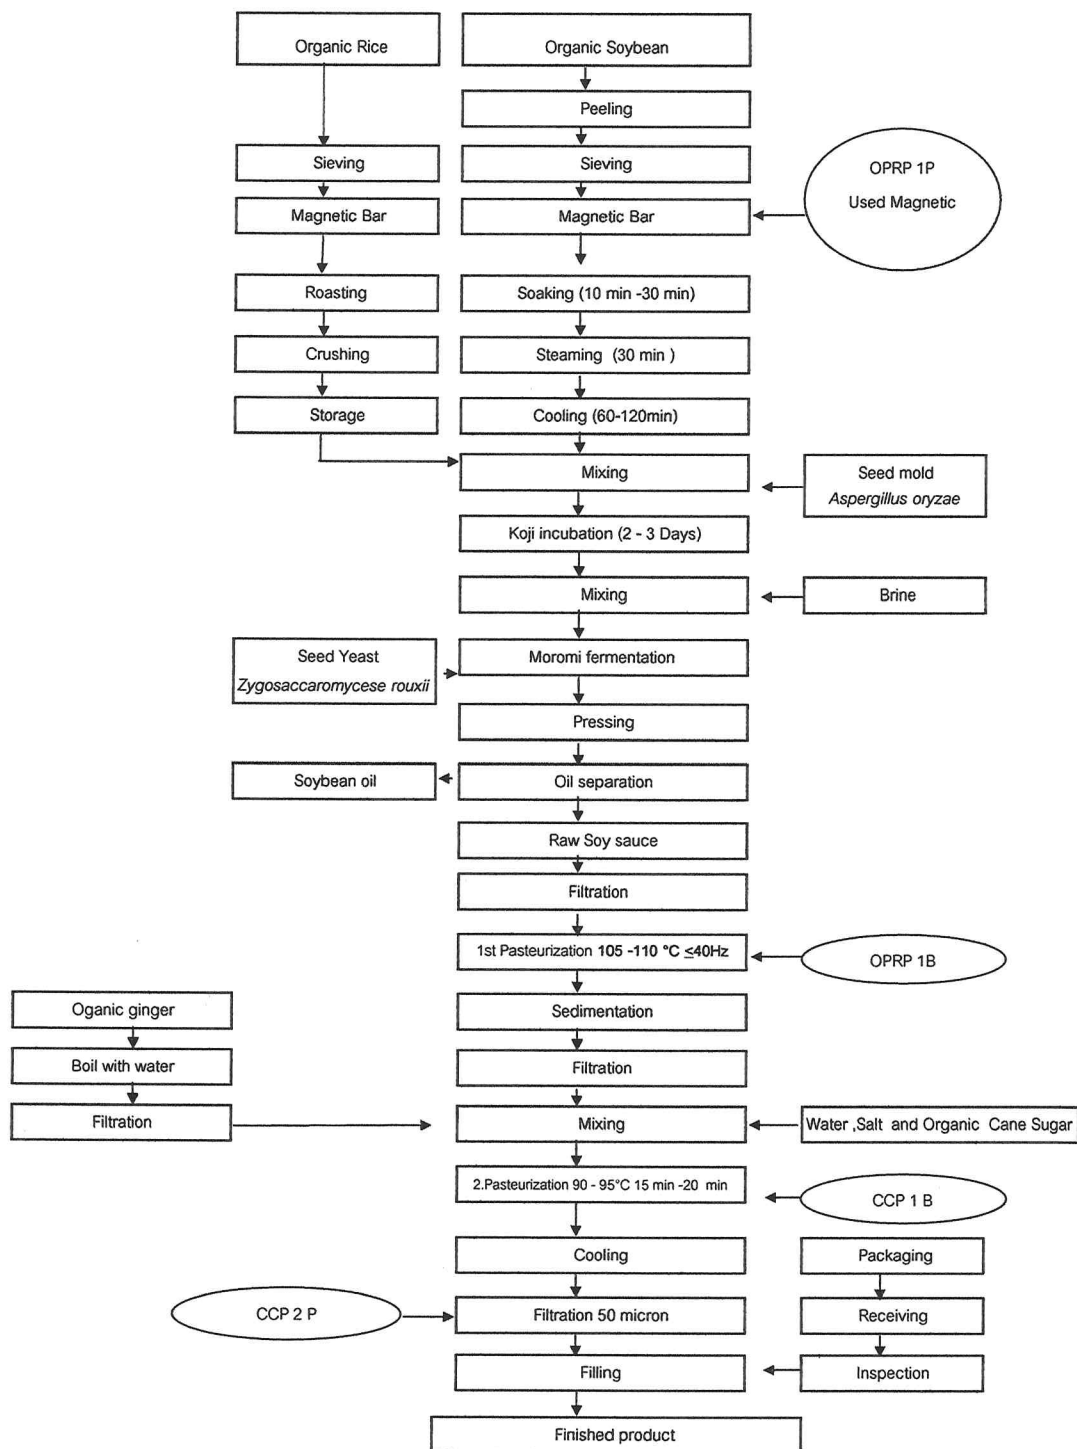 Organic Rice
Organic Soybean
Peeling
Sieving
Sieving
OPRP 1P
Used Magnetic
Magnetic Bar
Magnetic Bar
Roasting
Soaking (10 min -30 min)
Crushing
Steaming (30 min )
Storage
Cooling (60-120min)
Mixing
Seed mold
Aspergillus oryzae
Koji incubation (2 - 3 Days)
Mixing
Brine
Seed Yeast
Zygosaccaromycese rouxii
Moromi fermentation
Pressing
Soybean oil
Oil separation
Raw Soy sauce
Filtration
1st Pasteurization 105 -110 °C ≤40Hz
OPRP 1B
Oganic ginger
Sedimentation
Boil with water
Filtration
Filtration
Mixing
Water ,Salt and Organic Cane Sugar
2.Pasteurization 90 - 95°C 15 min -20 min
CCP 1 B
Cooling
Packaging
CCP 2 P
Filtration 50 micron
Receiving
Filling
Inspection
Finished product